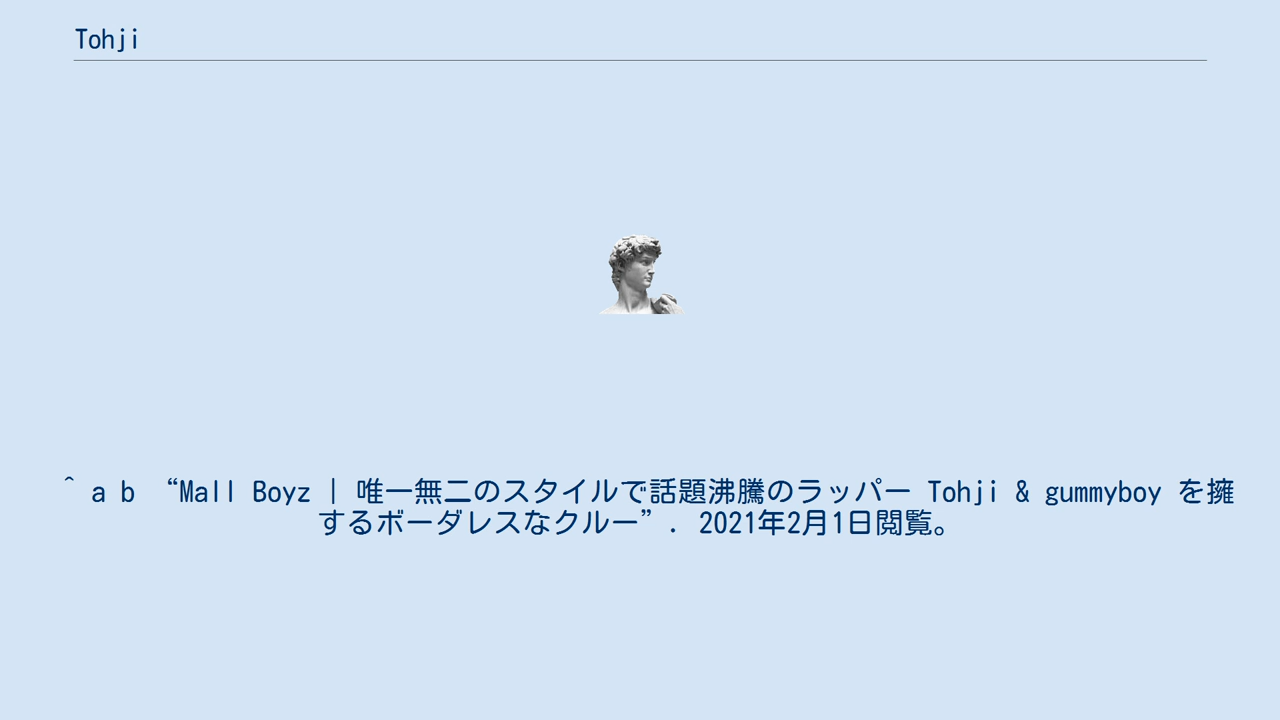 Tohji
^ a b “Mall Boyz | 唯一無二のスタイルで話題沸騰のラッパー Tohji & gummyboy を擁
するボーダレスなクルー”. 2021年2月1日閲覧。